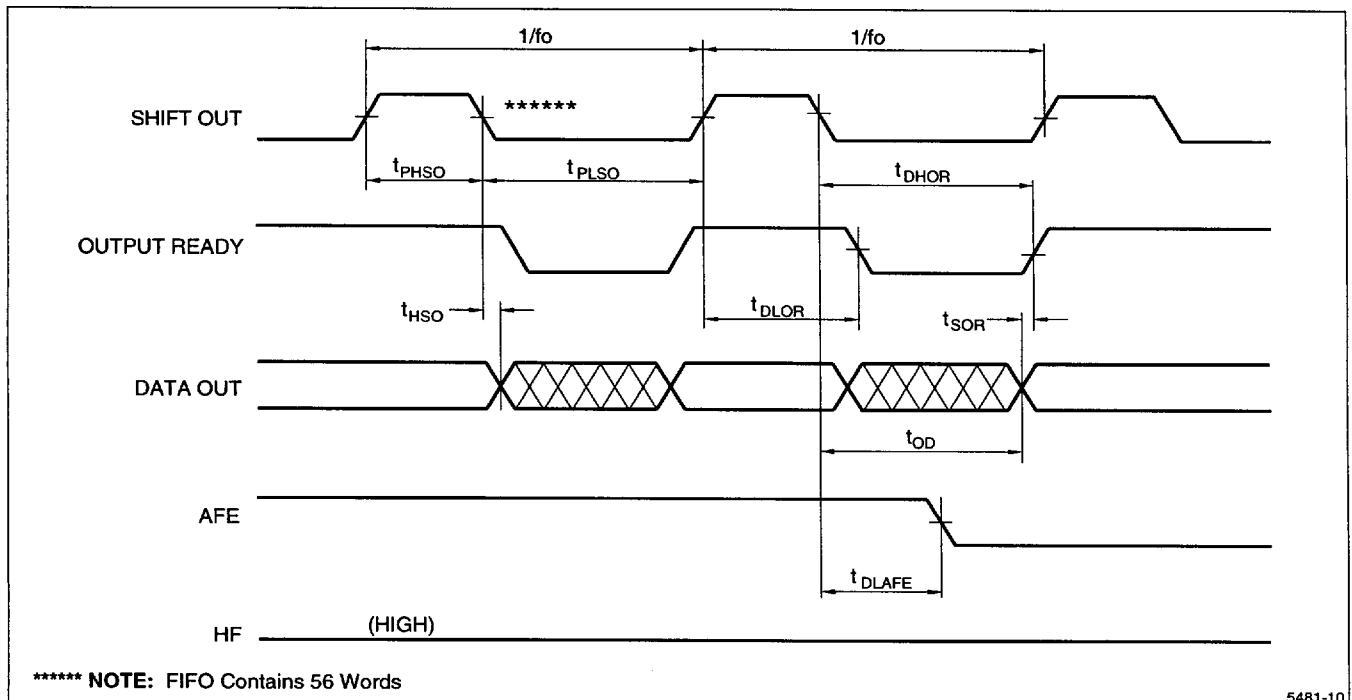 1/fo 1/fo
SHIFT OUT ******
tPHSO tPLSO tDHOR
OUTPUT READY
tHSO tDLOR tSOR
DATA OUT
tOD
AFE
tDLAFE
HF (HIGH)
****** NOTE: FIFO Contains 56 Words
5481-10